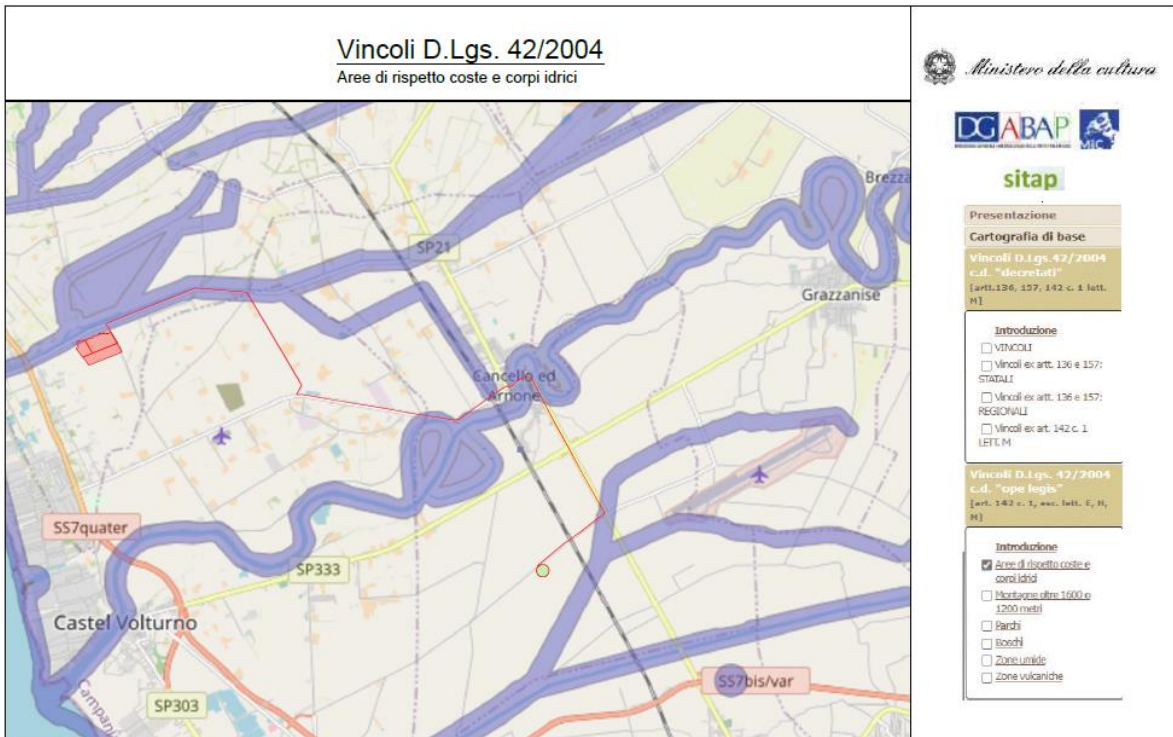 Vincoli D.Lgs. 42/2004
Aree di rispetto coste e corpi idrici
Ministero della cultura
DGABAP
MiC
sitap
Presentazione
Cartografia di base
Vincoli D.Lgs.42/2004
c.d. "decretati"
[artt.136, 157, 142 c. 1 lett.
M]
Introduzione
VINCOLI
Vincoli ex artt. 136 e 157:
STATALI
Vincoli ex artt. 136 e 157:
REGIONALI
Vincoli ex art. 142 c. 1
LETT. M
Vincoli D.Lgs. 42/2004
c.d. "ope legis"
[art. 142 c. 1, esc. lett. E, H,
M]
Introduzione
Aree di rispetto coste e
corpi idrici
Montagne oltre 1600 o
1200 metri
Parchi
Boschi
Zone umide
Zone vulcaniche
Brezza
SP21
Grazzanise
Cancello ed
Arnone
SS7quater
SP333
Castel Volturno
SS7bis/var
SP303
Campan